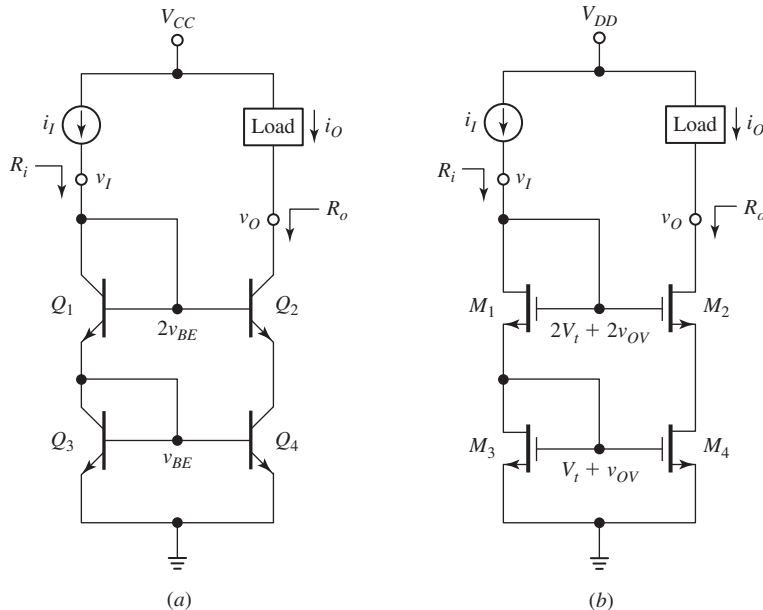 V_CC
i_I
Load
i_O
R_i
v_I
v_O
R_o
Q_1
Q_2
2v_BE
Q_3
Q_4
v_BE
(a)
V_DD
i_I
Load
i_O
R_i
v_I
v_O
R_o
M_1
M_2
2V_t + 2v_OV
M_3
M_4
V_t + v_OV
(b)